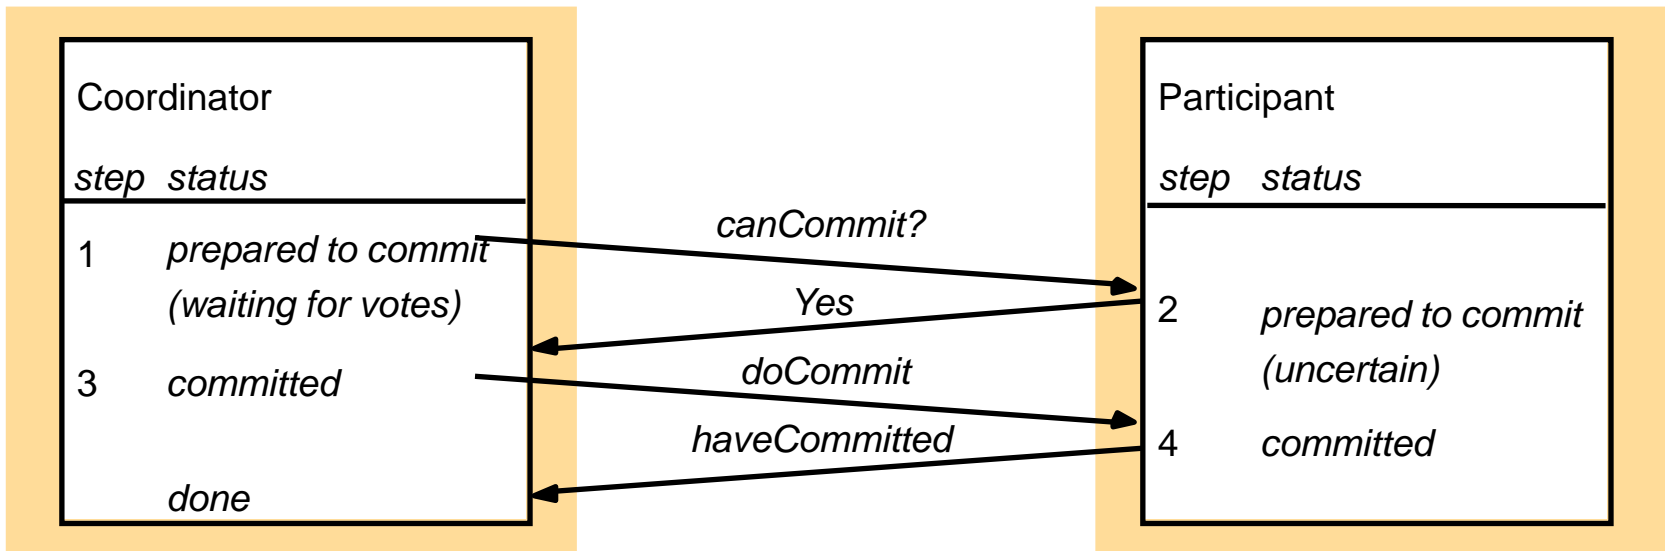 Coordinator
step status
1 prepared to commit
(waiting for votes)
3 committed
done
canCommit?
Yes
doCommit
haveCommitted
Participant
step status
2 prepared to commit
(uncertain)
4 committed